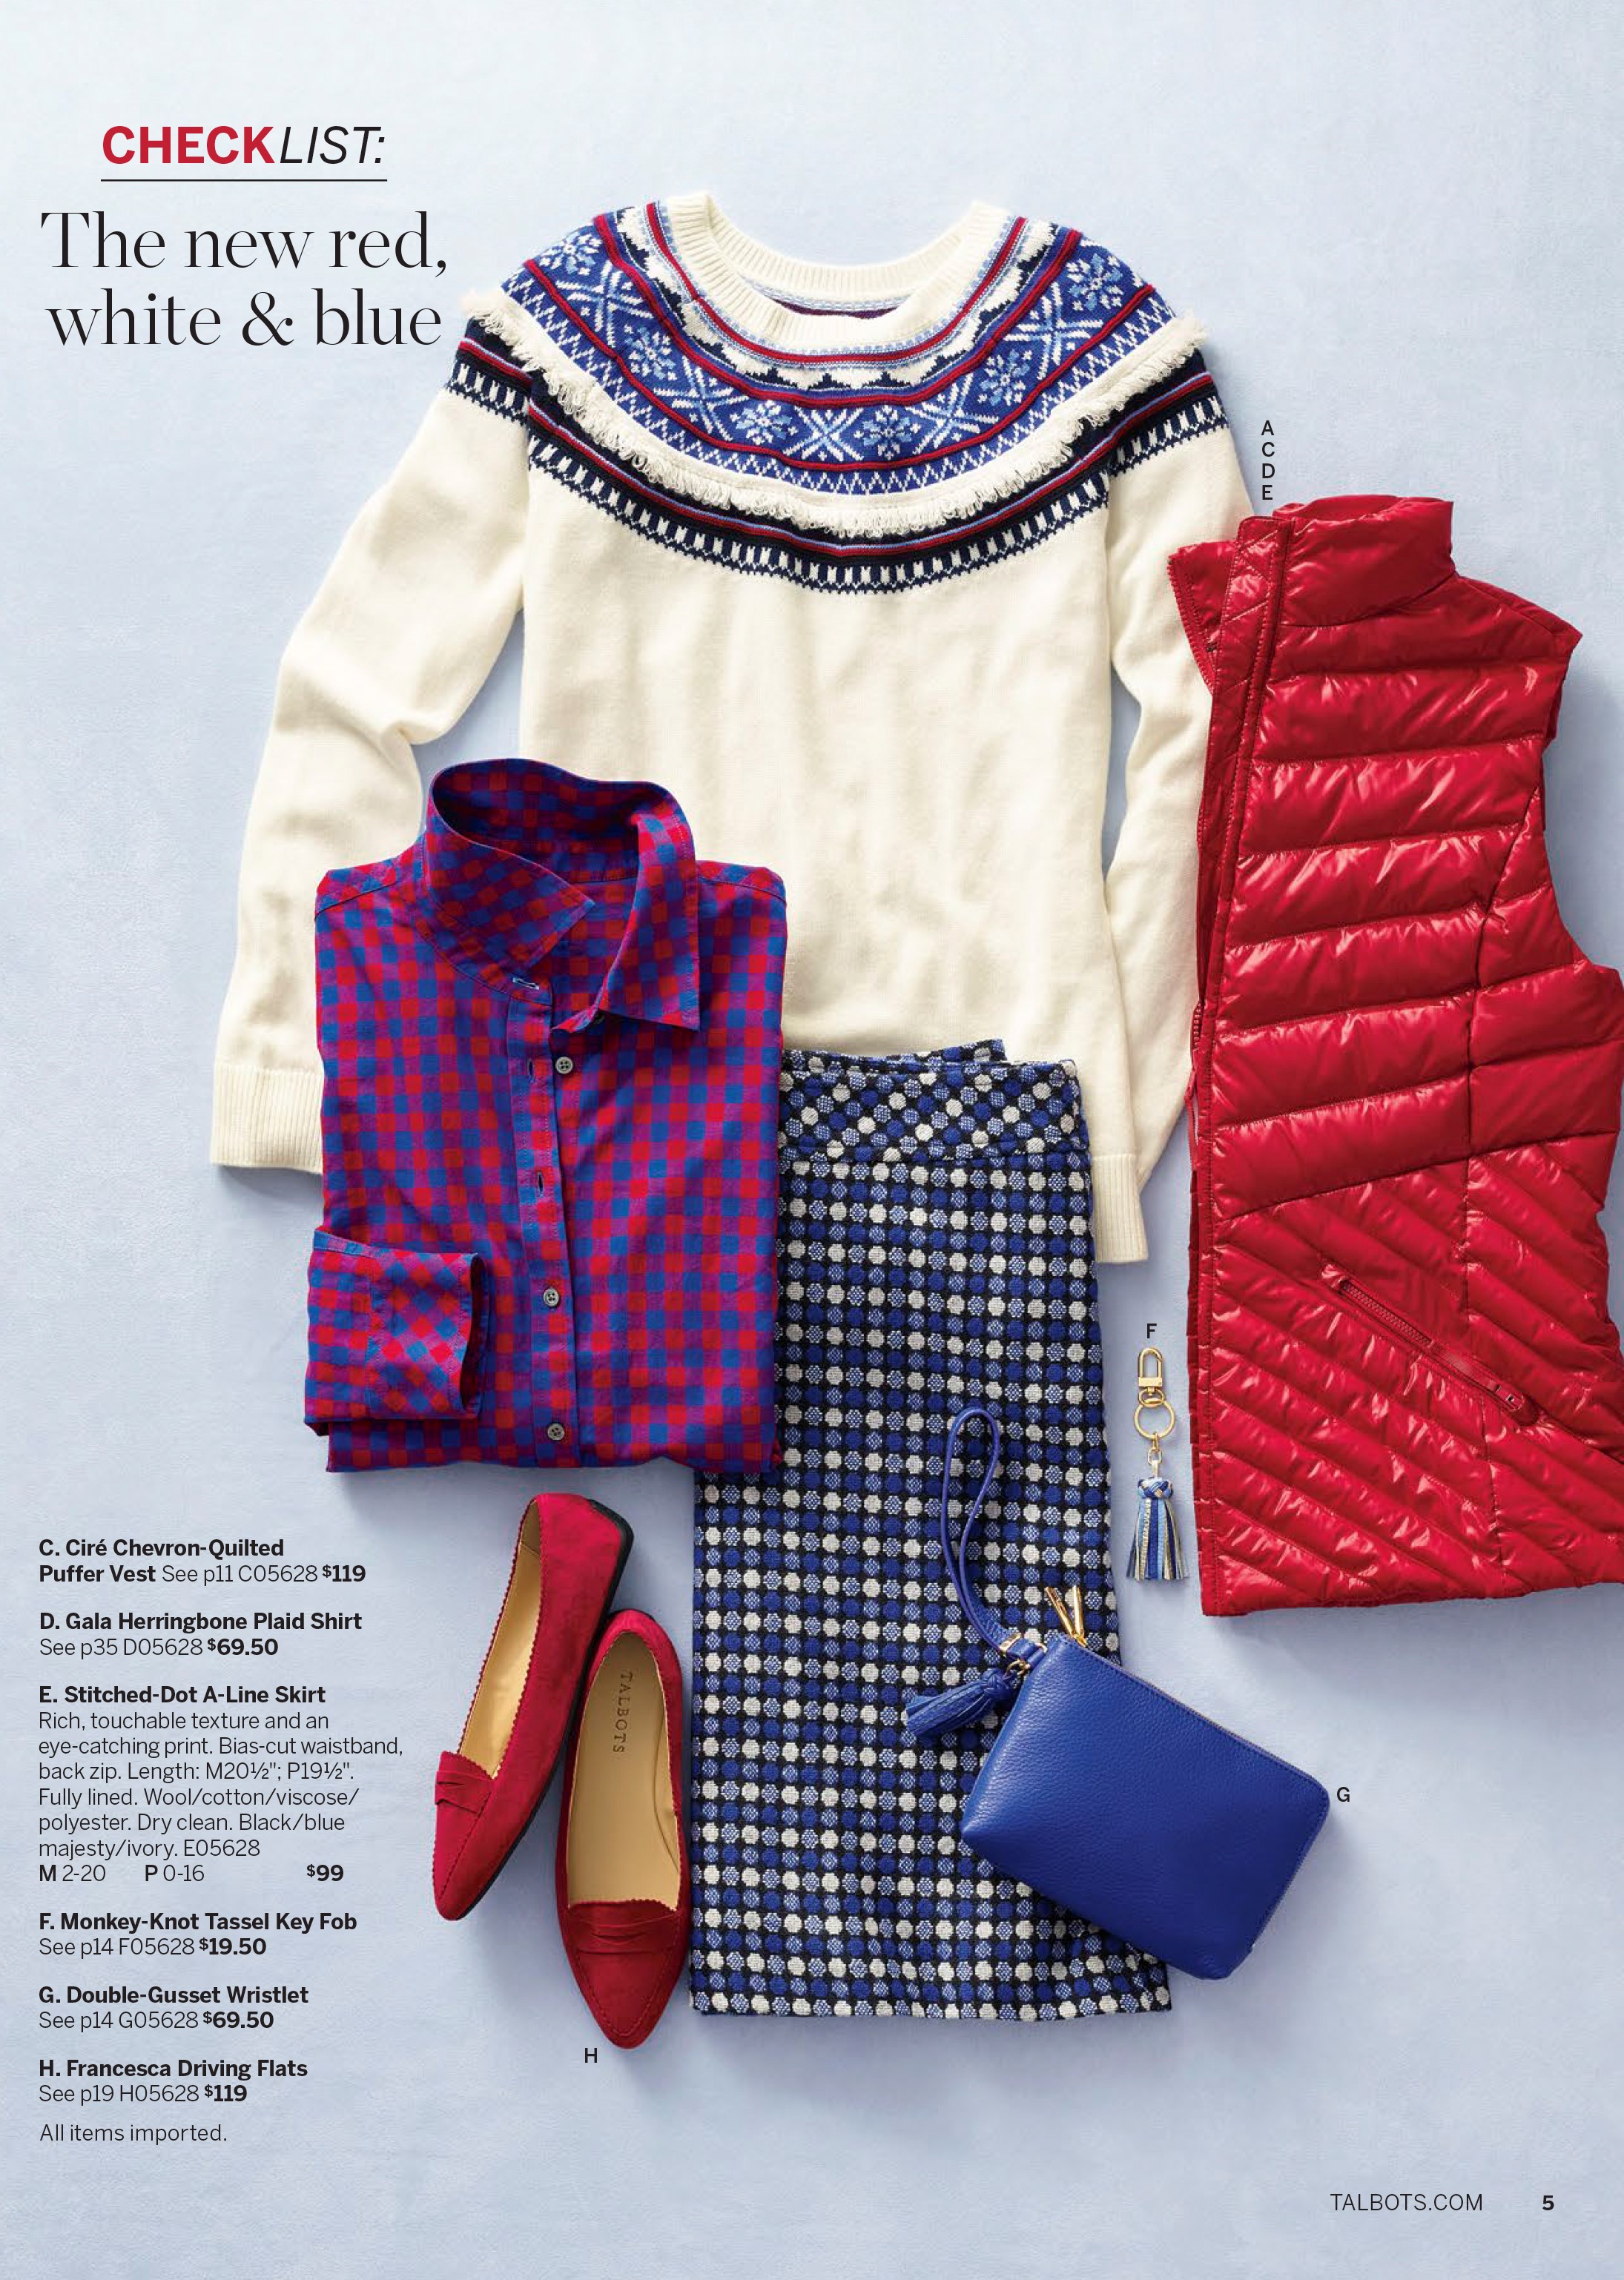 CHECKLIST:
The new red,
white & blue
A
C
D
E
F
TALBOTS
G
H
C. Ciré Chevron-Quilted
Puffer Vest See p11 C05628 $119
D. Gala Herringbone Plaid Shirt
See p35 D05628 $69.50
E. Stitched-Dot A-Line Skirt
Rich, touchable texture and an
eye-catching print. Bias-cut waistband,
back zip. Length: M20½"; P19½".
Fully lined. Wool/cotton/viscose/
polyester. Dry clean. Black/blue
majesty/ivory. E05628
M 2-20 P 0-16 $99
F. Monkey-Knot Tassel Key Fob
See p14 F05628 $19.50
G. Double-Gusset Wristlet
See p14 G05628 $69.50
H. Francesca Driving Flats
See p19 H05628 $119
All items imported.
TALBOTS.COM 5